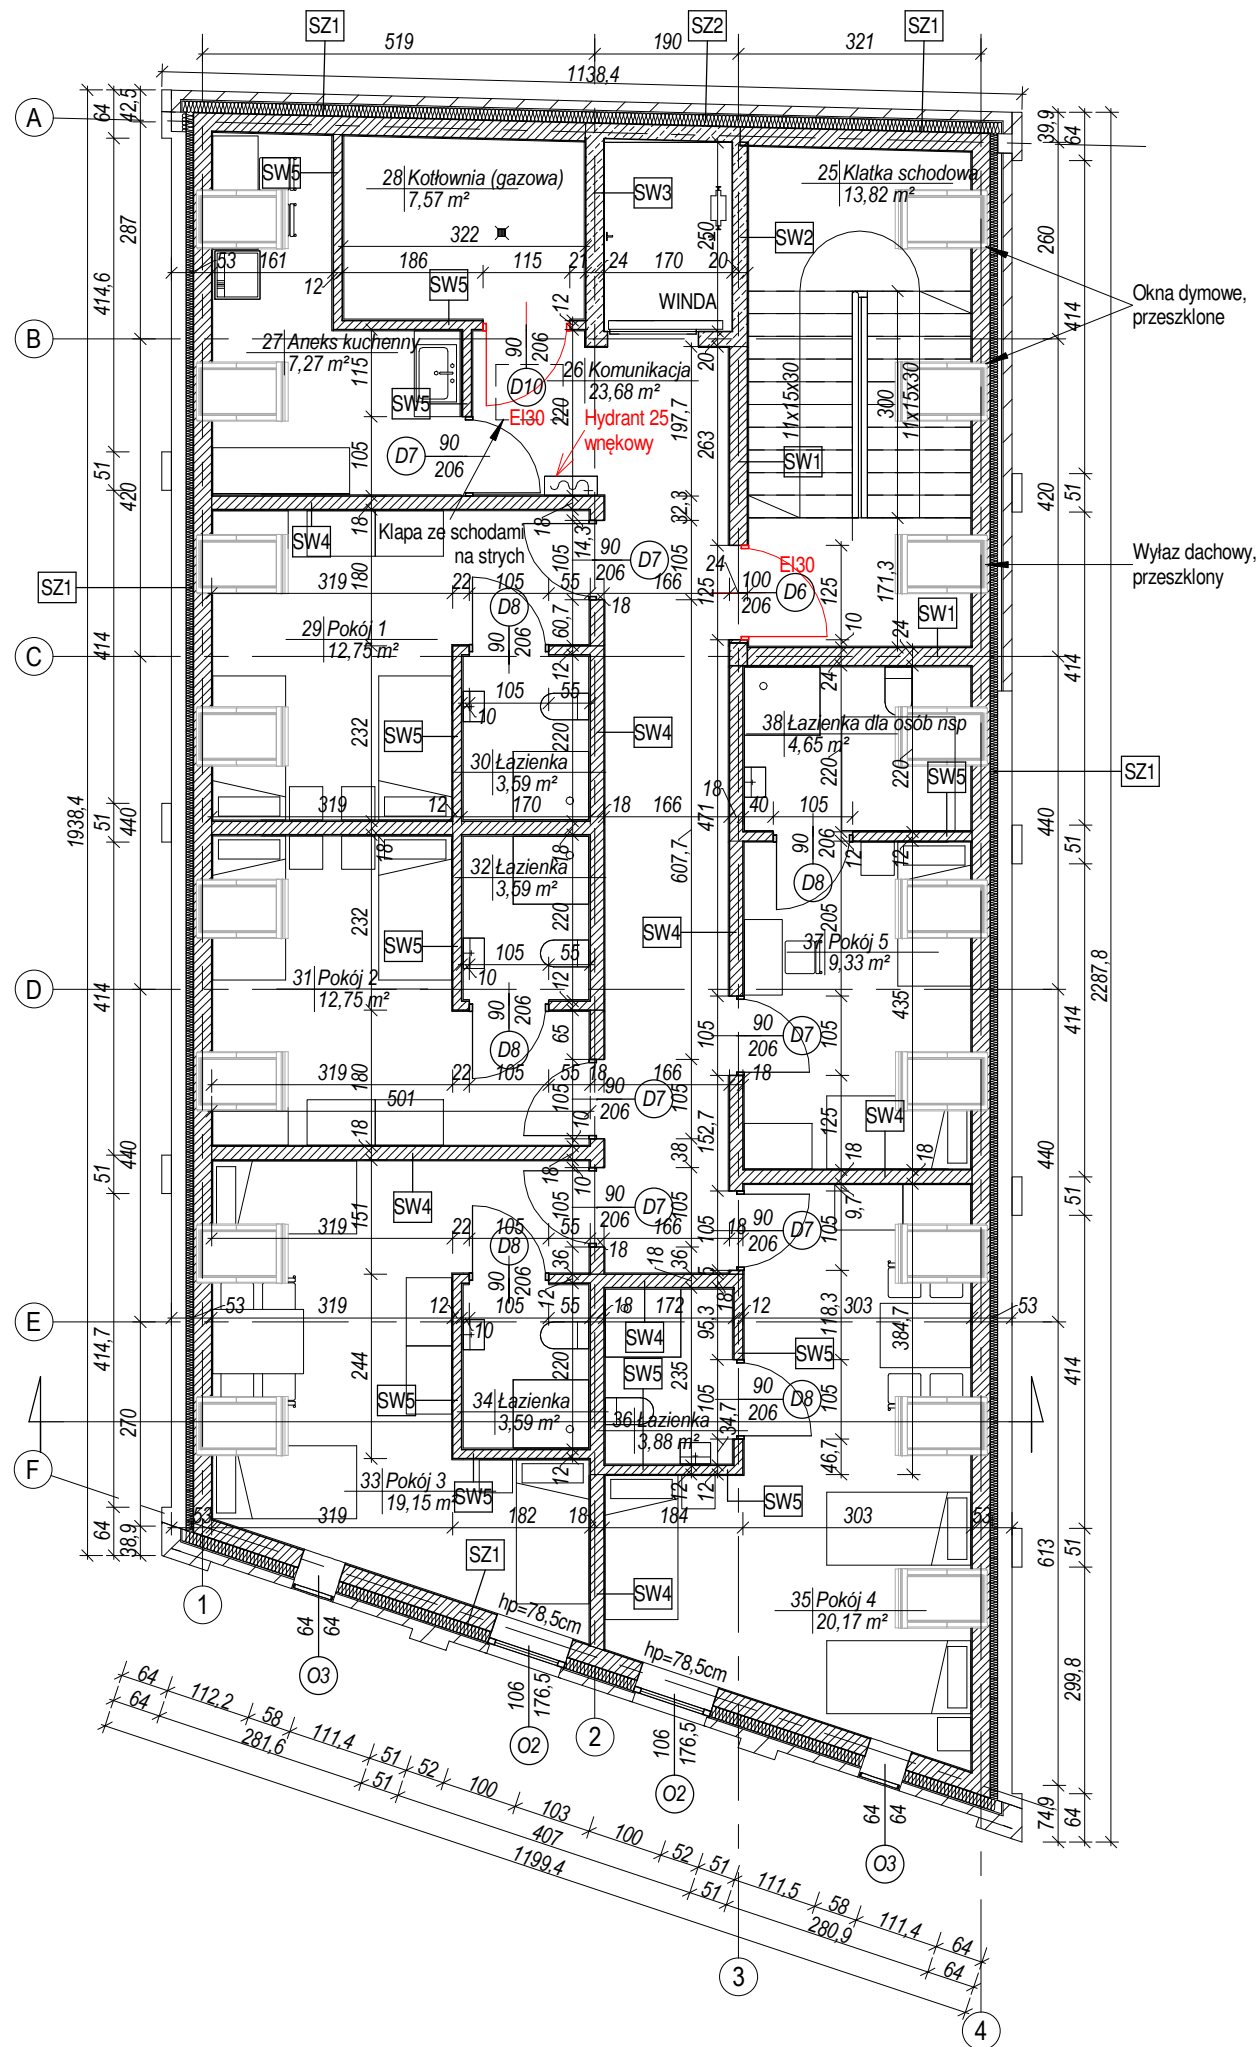 SZ1
SZ2
SZ1
519
190
321
1138,4
A
64
42,5
39,9
64
28 Kotłownia (gazowa)
7,57 m²
25 Klatka schodowa
13,82 m²
SW5
SW3
SW2
250
287
260
322
53
161
186
115
21
24
170
20
12
SW5
12
WINDA
Okna dymowe,
przeszklone
414,6
414
B
27 Aneks kuchenny
7,27 m²
115
90
206
D10
26 Komunikacja
23,68 m²
20
SW5
EI30
220
Hydrant 25
wnękowy
197,7
263
300
11x15x30
11x15x30
D7
90
206
105
SW1
51
420
420
51
32,3
18
SW4
Klapa ze schodami
na strych
18
14,3
105
90
206
D7
105
24
EI30
125
100
206
D6
125
171,3
Wyłaz dachowy,
przeszklony
SZ1
180
319
22
105
55
166
18
D8
90
206
60,7
10
24
SW1
29 Pokój 1
12,75 m²
C
414
414
12
105
55
10
24
38 Łazienka dla osób nsp
4,65 m²
232
SW5
220
SW4
30 Łazienka
3,59 m²
220
220
SW5
SZ1
18
471
40
105
1938,4
51
440
319
12
170
18
166
18
18
607,7
90
206
D8
12
12
440
51
32 Łazienka
3,59 m²
232
SW5
220
SW4
205
37 Pokój 5
9,33 m²
105
55
10
12
D
31 Pokój 2
12,75 m²
435
2287,8
414
414
90
206
D8
65
105
90
206
D7
105
180
319
22
105
55
18
166
18
501
105
90
206
D7
105
152,7
125
SW4
18
10
18
38
18
18
51
440
440
51
SW4
151
10
105
90
206
D7
105
9,7
105
90
206
D7
105
319
22
105
55
166
18
D8
90
206
36
18
18
36
5
12
E
53
319
12
105
55
18
172
18
12
303
53
10
SW4
95,3
118,3
384,7
414,7
414
244
SW5
220
SW5
235
SW5
105
90
206
D8
105
34 Łazienka
3,59 m²
36 Łazienka
3,88 m²
34,7
46,7
270
F
33 Pokój 3
19,15 m²
SW5
12
12
12
SW5
53
319
182
18
184
303
53
64
38,9
613
51
SZ1
SW4
35 Pokój 4
20,17 m²
1
64
64
O3
hp=78,5cm
hp=78,5cm
299,8
106
176,5
O2
2
106
176,5
O2
64
64
O3
74,9
64
64
112,2
58
111,4
51
52
100
103
100
52
51
111,5
58
111,4
64
64
281,6
51
407
51
280,9
64
1199,4
3
4